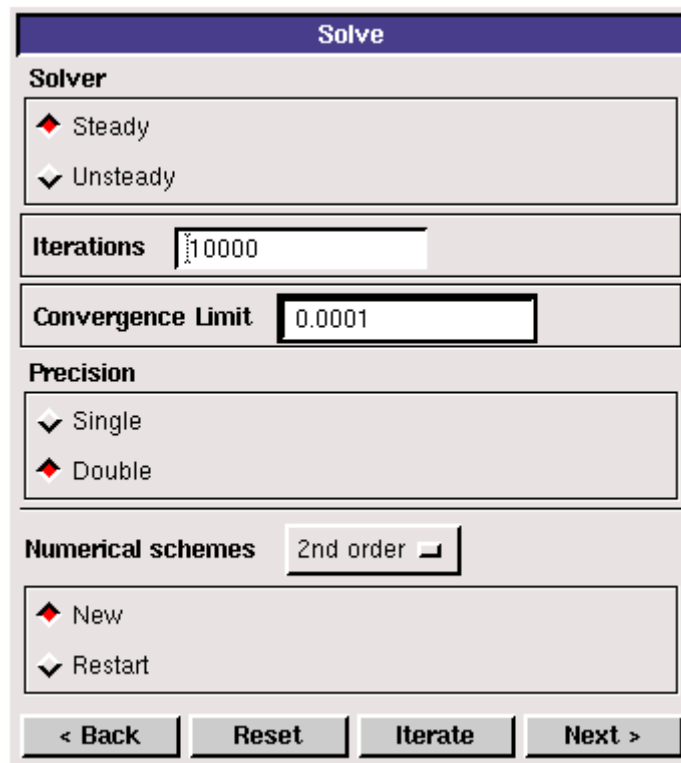 Solve
Solver
Steady
Unsteady
Iterations 10000
Convergence Limit 0.0001
Precision
Single
Double
Numerical schemes 2nd order
New
Restart
< Back Reset Iterate Next >